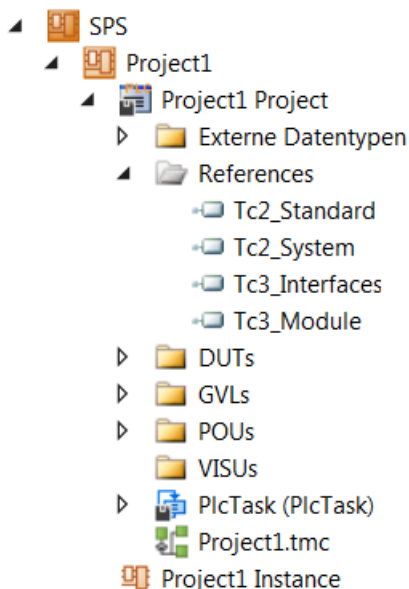 SPS
Project1
Project1 Project
Externe Datentypen
References
Tc2_Standard
Tc2_System
Tc3_Interfaces
Tc3_Module
DUTs
GVLs
POUs
VISUs
PlcTask (PlcTask)
Project1.tmc
Project1 Instance